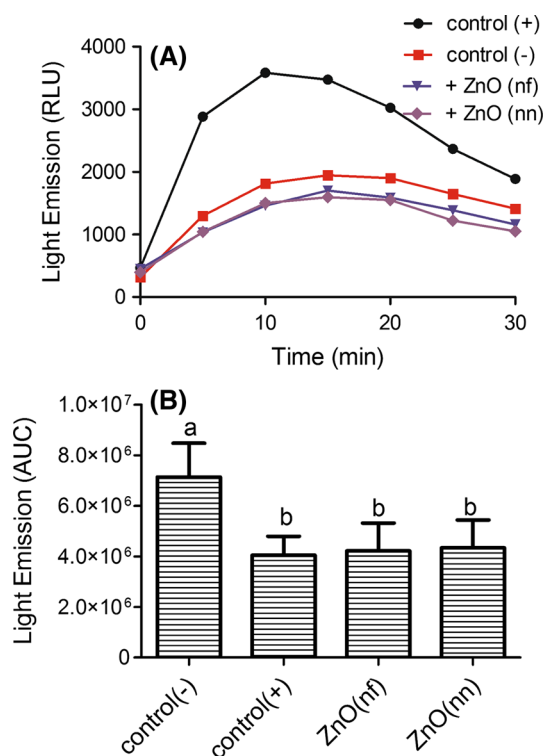 control (+)
control (-)
+ ZnO (nf)
+ ZnO (nn)
(A)
4000
3000
2000
1000
0
Light Emission (RLU)
0 10 20 30
Time (min)
(B)
1.0×10⁷
8.0×10⁶
6.0×10⁶
4.0×10⁶
2.0×10⁶
0
Light Emission (AUC)
a b b b
control(-) control(+) ZnO(nf) ZnO(nn)